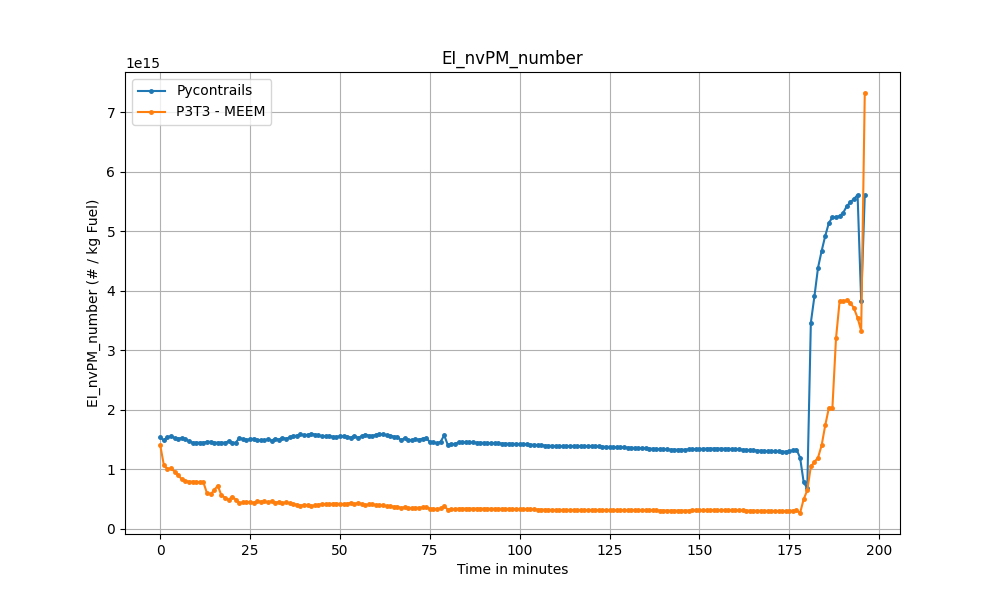 EI_nvPM_number
1e15
Pycontrails
P3T3 - MEEM
7
6
5
4
3
2
1
0
EI_nvPM_number (# / kg Fuel)
0 25 50 75 100 125 150 175 200
Time in minutes